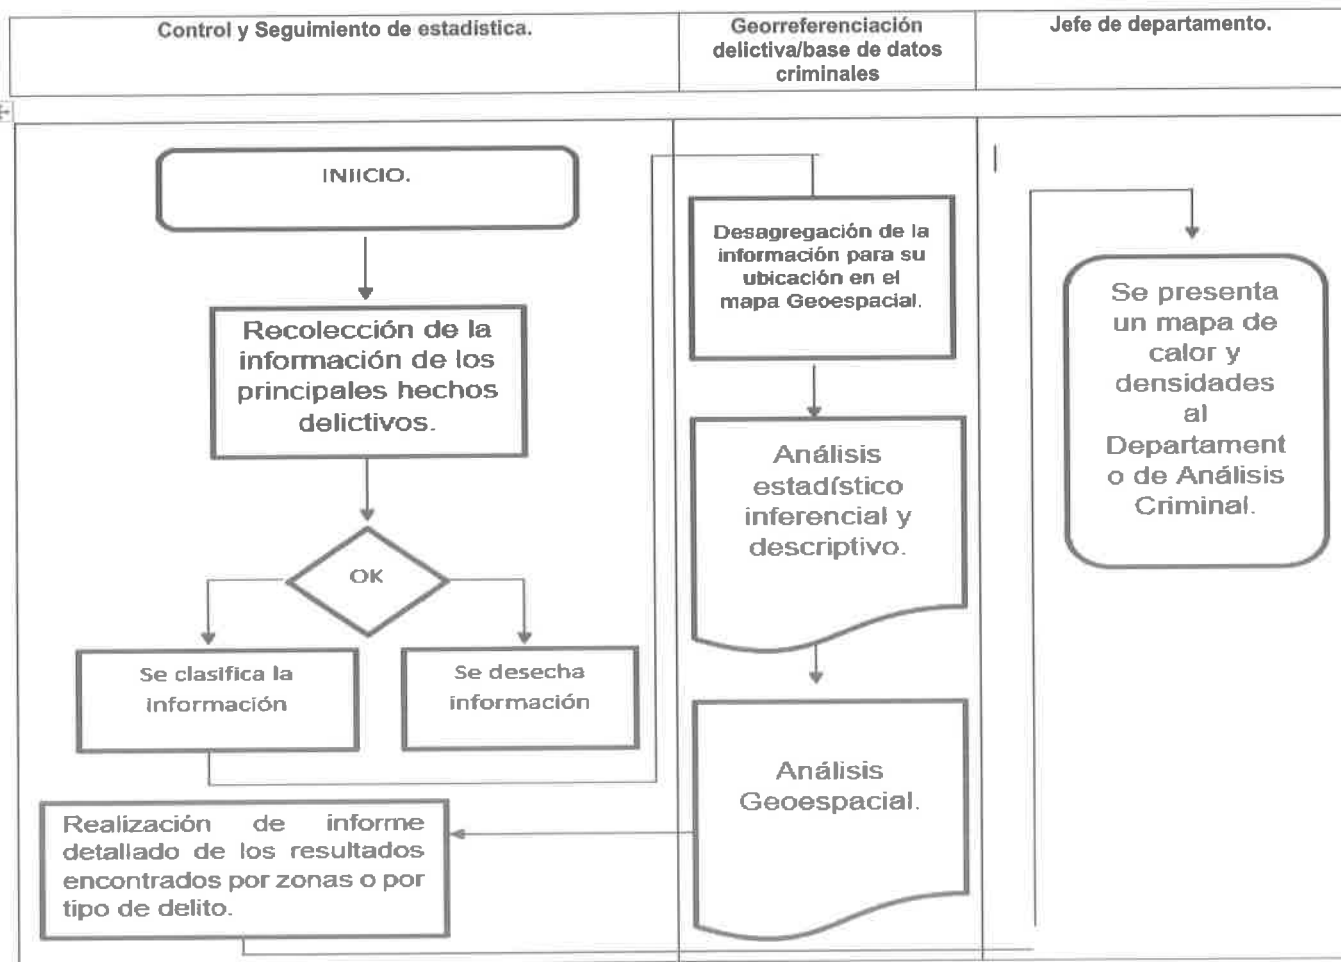 Control y Seguimiento de estadística.
Georreferenciación
delictiva/base de datos
criminales
Jefe de departamento.
INIICIO.
Recolección de la
información de los
principales hechos
delictivos.
OK
Se clasifica la
información
Se desecha
información
Desagregación de la
información para su
ubicación en el
mapa Geoespacial.
Análisis
estadístico
inferencial y
descriptivo.
Análisis
Geoespacial.
Realización de informe
detallado de los resultados
encontrados por zonas o por
tipo de delito.
Se presenta
un mapa de
calor y
densidades
al
Departament
o de Análisis
Criminal.